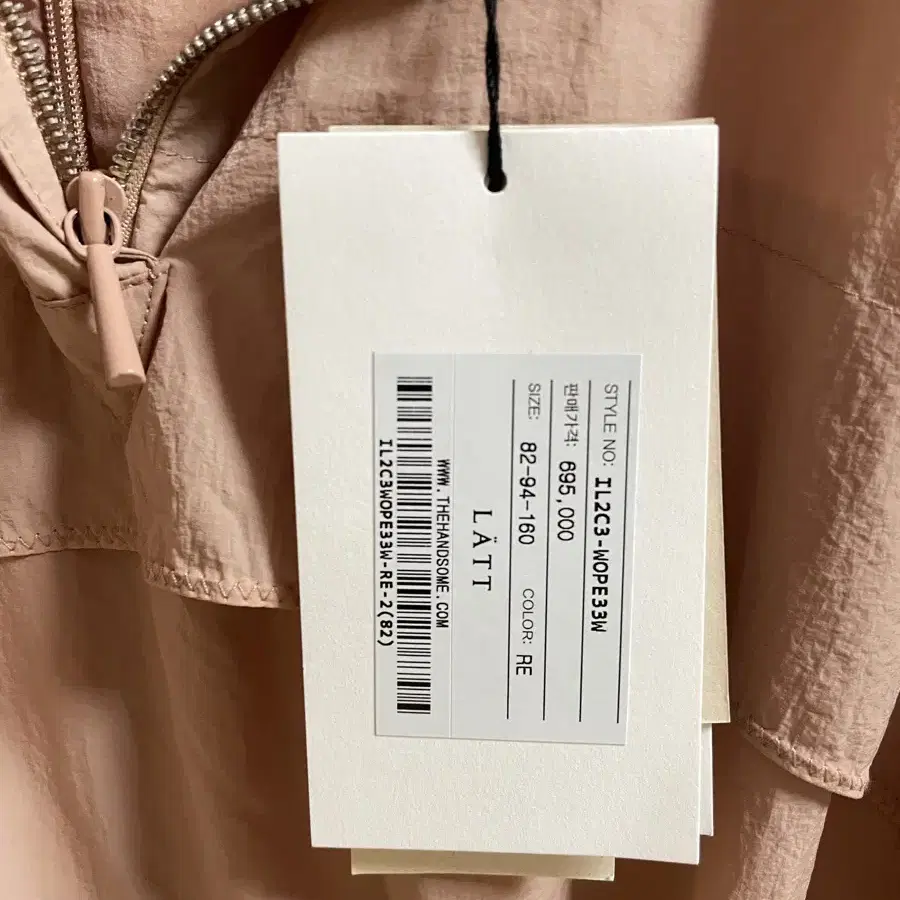 STYLE NO: IL2C3-WOPE33W
판매가격: 695,000
SIZE: 82-94-160 COLOR: RE
LÄTT
WWW.THEHANDSOME.COM
IL2C3WOPE33W-RE-2(82)